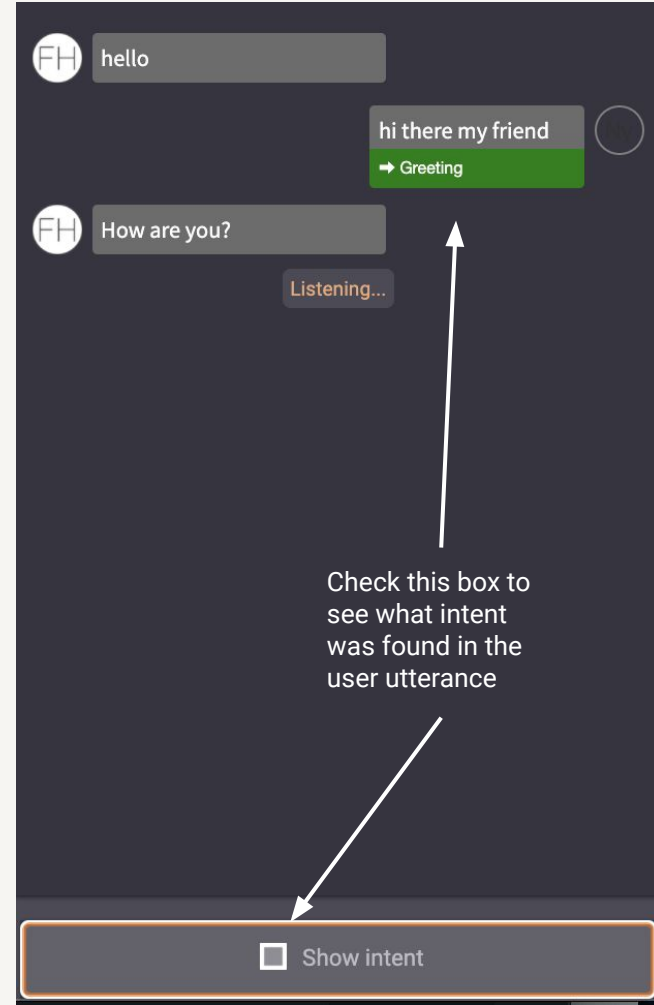 FH hello
hi there my friend
➡ Greeting
FH How are you?
Listening...
Check this box to
see what intent
was found in the
user utterance
Show intent